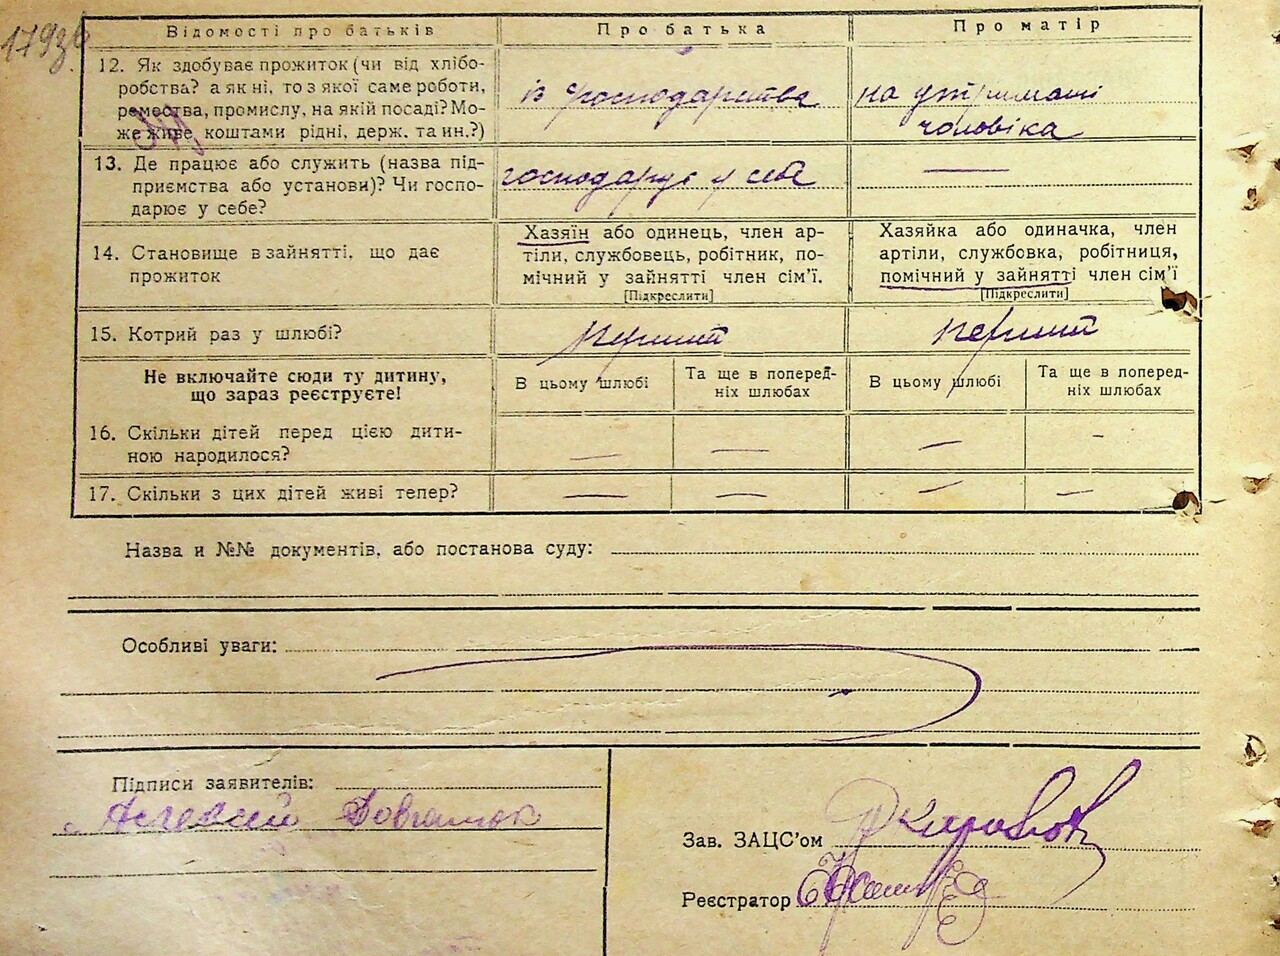 1793б
Відомості про батьків
Про батька
Про матір
12. Як здобуває прожиток (чи від хлібо-
робства? а як ні, то з якої саме роботи,
ремества, промислу, на якій посаді? Мо-
же живе коштами рідні, держ. та ин.?)
із господарства
на утриманні
чоловіка
13. Де працює або служить (назва під-
приємства або установи)? Чи госпо-
дарює у себе?
господарує у себе
—
14. Становище в зайнятті, що дає
прожиток
Хазяїн або одинець, член ар-
тіли, службовець, робітник, по-
мічний у зайнятті член сім'ї.
[Підкреслити]
Хазяйка або одиначка, член
артіли, службовка, робітниця,
помічний у зайнятті член сім'ї
[Підкреслити]
15. Котрий раз у шлюбі?
перший
перший
Не включайте сюди ту дитину,
що зараз реєструєте!
В цьому шлюбі
Та ще в поперед-
ніх шлюбах
В цьому шлюбі
Та ще в поперед-
ніх шлюбах
16. Скільки дітей перед цією дити-
ною народилося?
— — — —
17. Скільки з цих дітей живі тепер?
— — — —
Назва и №№ документів, або постанова суду:
Особливі уваги:
Підписи заявителів:
Зав. ЗАЦС'ом
Реєстратор